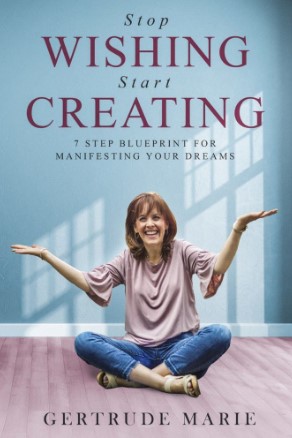 Stop
WISHING
Start
CREATING
7 STEP BLUEPRINT FOR
MANIFESTING YOUR DREAMS
GERTRUDE MARIE